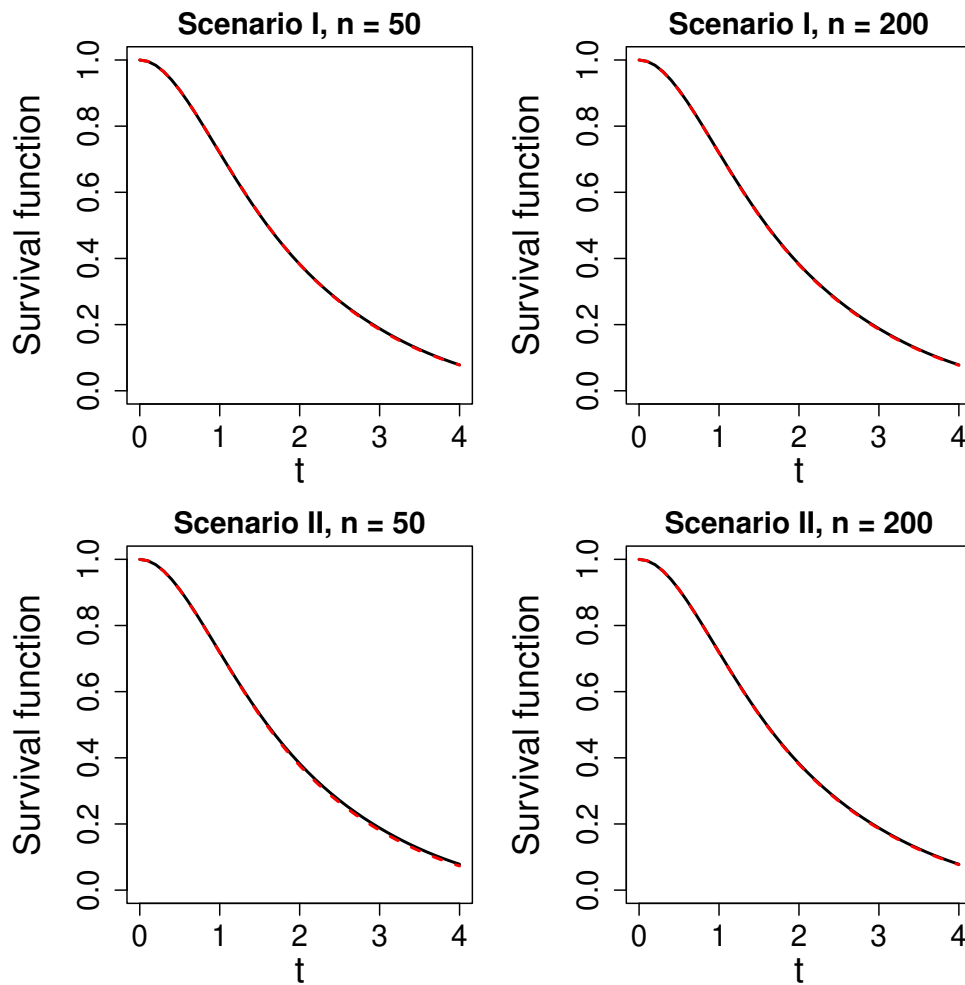 Scenario I, n = 50
Survival function
1.0
0.8
0.6
0.4
0.2
0.0
0 1 2 3 4
t
Scenario I, n = 200
Survival function
1.0
0.8
0.6
0.4
0.2
0.0
0 1 2 3 4
t
Scenario II, n = 50
Survival function
1.0
0.8
0.6
0.4
0.2
0.0
0 1 2 3 4
t
Scenario II, n = 200
Survival function
1.0
0.8
0.6
0.4
0.2
0.0
0 1 2 3 4
t